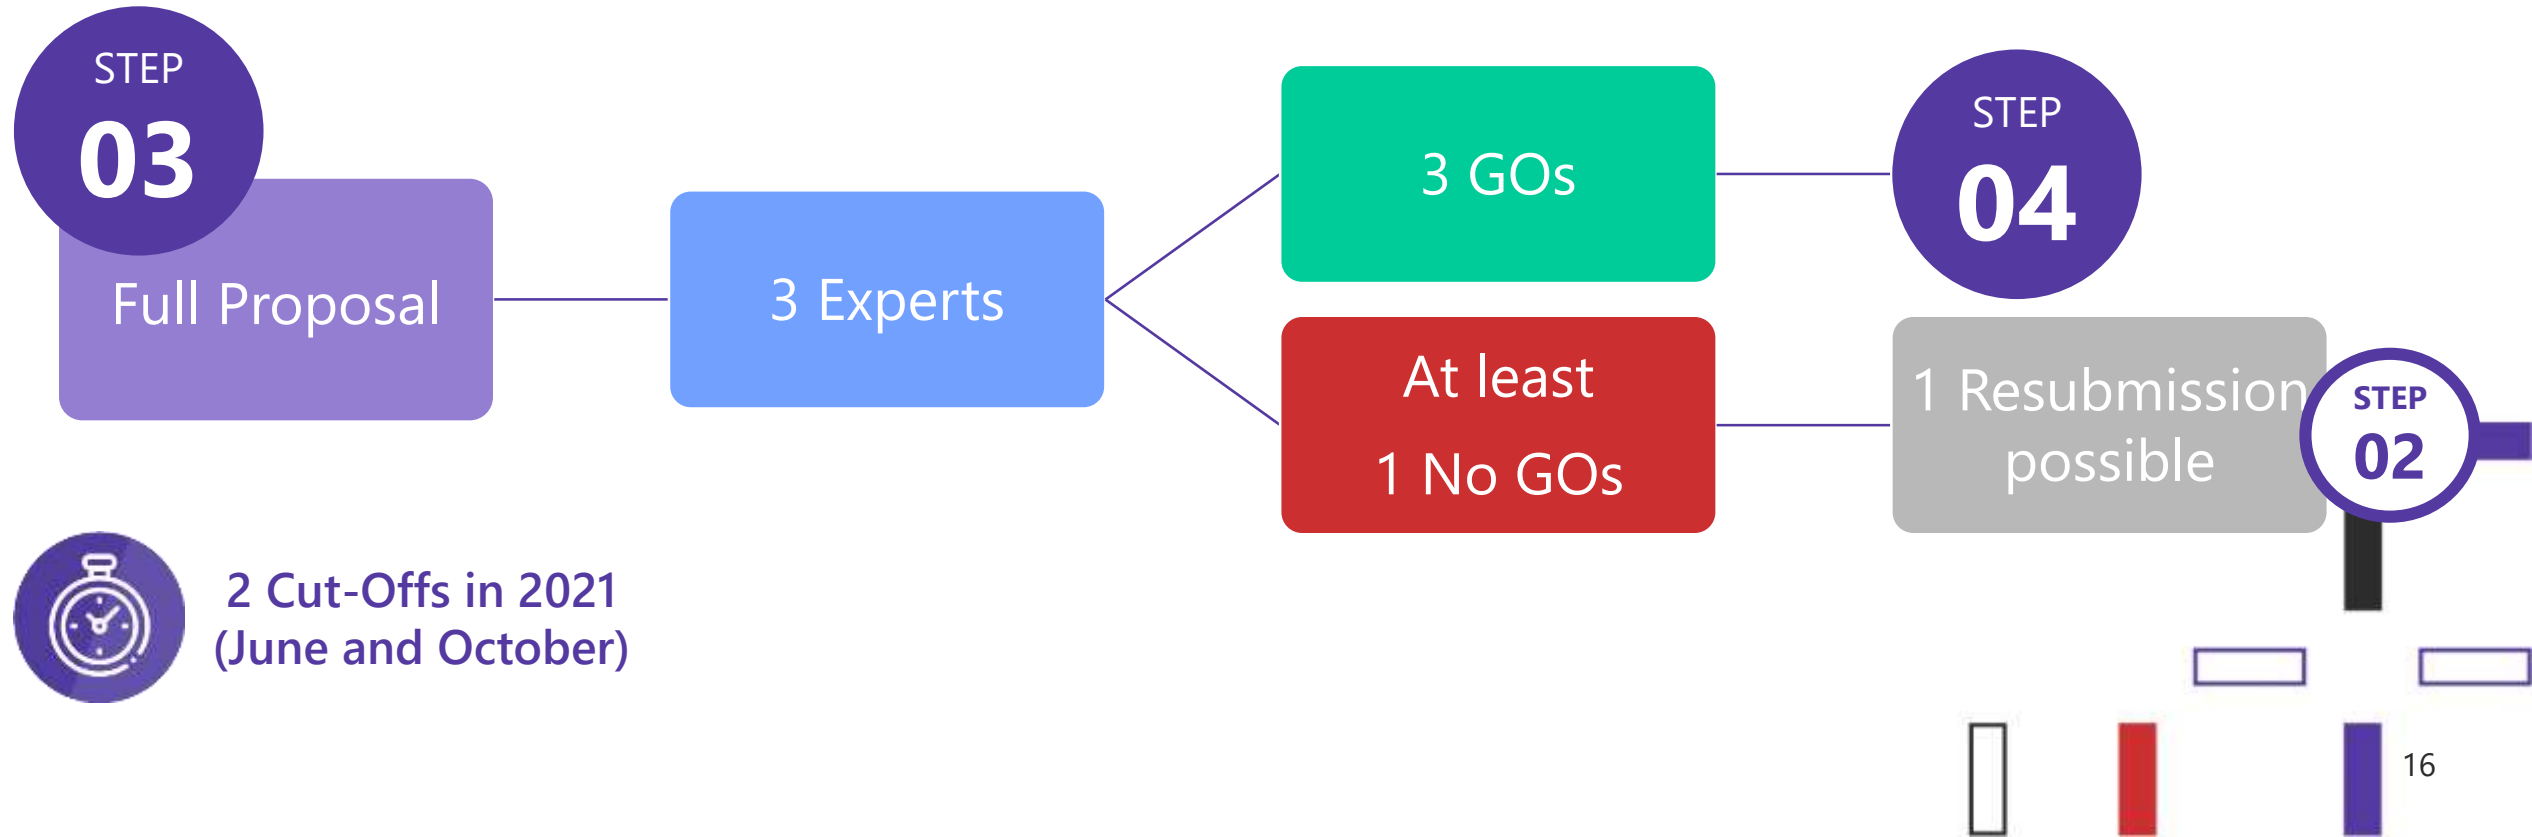 STEP
03
Full Proposal
3 Experts
3 GOs
STEP
04
At least
1 No GOs
1 Resubmission
possible
STEP
02
2 Cut-Offs in 2021
(June and October)
16